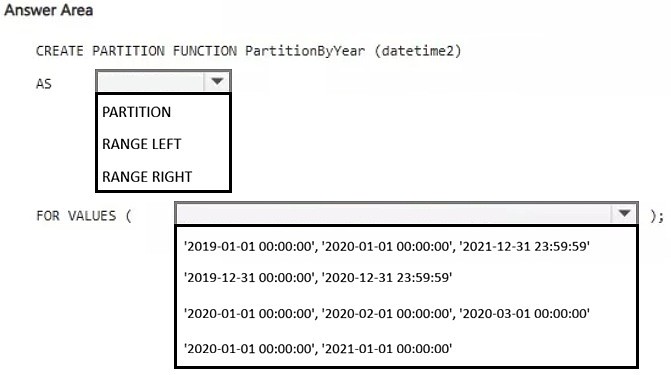 Answer Area
CREATE PARTITION FUNCTION PartitionByYear (datetime2)
AS
PARTITION
RANGE LEFT
RANGE RIGHT
FOR VALUES ( );
'2019-01-01 00:00:00', '2020-01-01 00:00:00', '2021-12-31 23:59:59'
'2019-12-31 00:00:00', '2020-12-31 23:59:59'
'2020-01-01 00:00:00', '2020-02-01 00:00:00', '2020-03-01 00:00:00'
'2020-01-01 00:00:00', '2021-01-01 00:00:00'